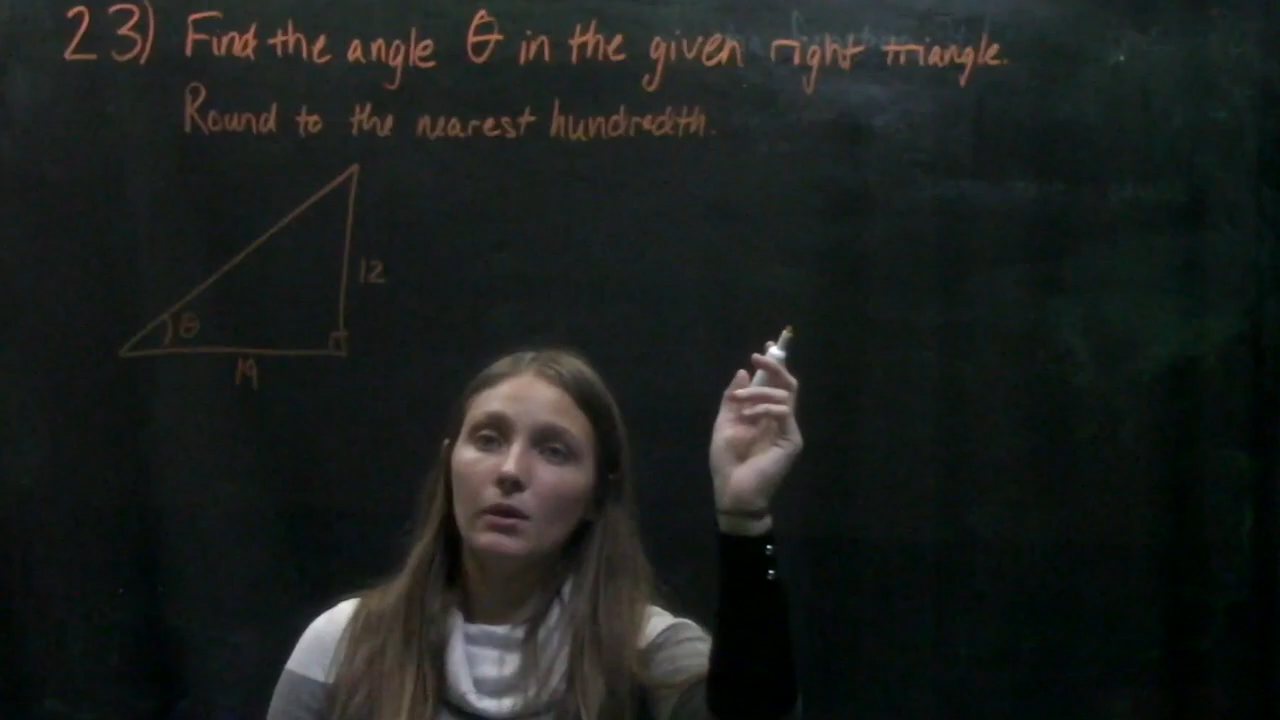 23) Find the angle θ in the given right triangle.
Round to the nearest hundredth.
12
θ
19